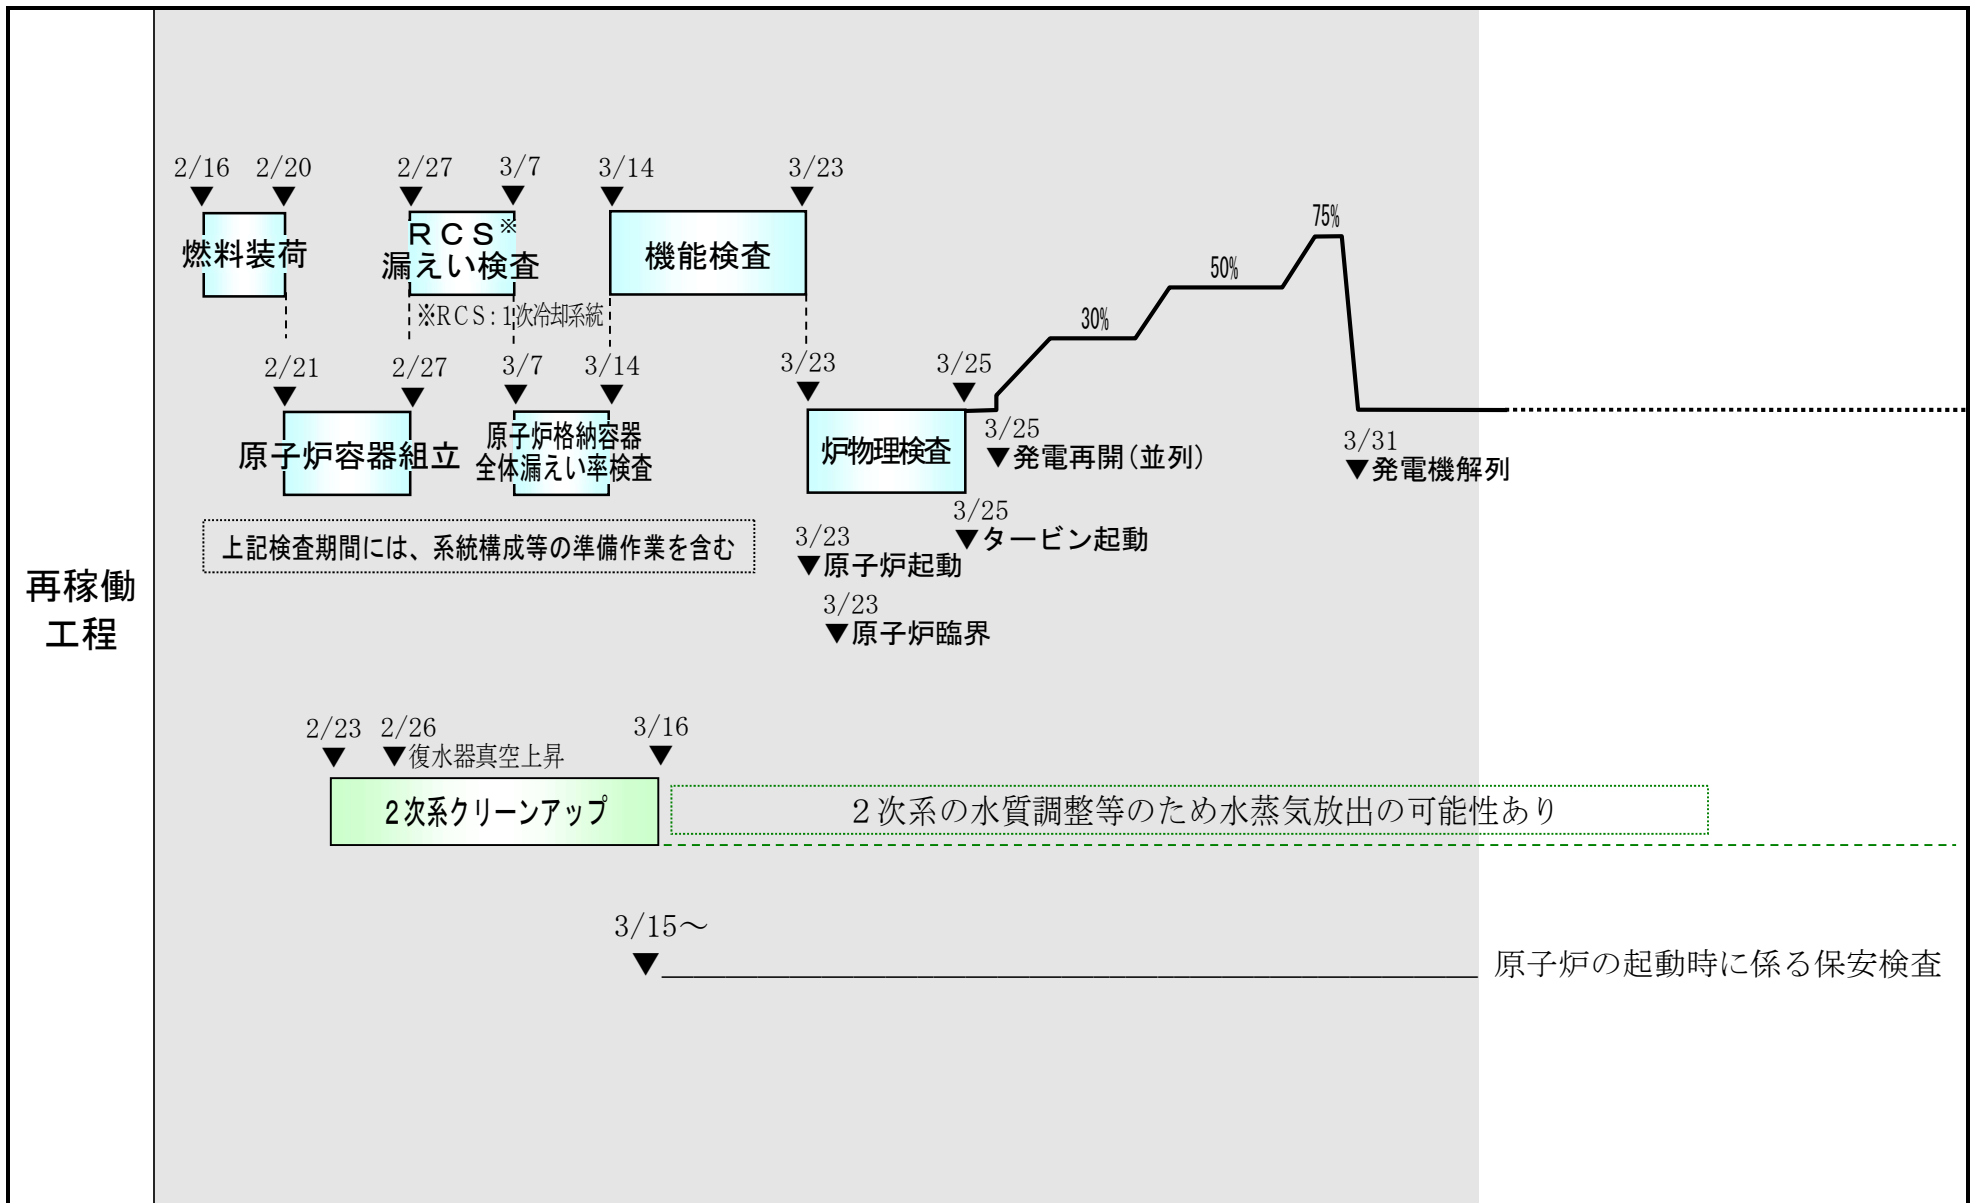 再稼働
工程
2/16 2/20 2/27 3/7 3/14 3/23
燃料装荷
ＲＣＳ※
漏えい検査
機能検査
※RCS:1次冷却系統
75%
50%
30%
2/21 2/27 3/7 3/14 3/23 3/25
原子炉容器組立
原子炉格納容器
全体漏えい率検査
炉物理検査
3/25
▼発電再開(並列)
3/31
▼発電機解列
上記検査期間には、系統構成等の準備作業を含む
3/25
▼タービン起動
3/23
▼原子炉起動
3/23
▼原子炉臨界
2/23 2/26 3/16
▼復水器真空上昇
２次系クリーンアップ
２次系の水質調整等のため水蒸気放出の可能性あり
3/15～
原子炉の起動時に係る保安検査